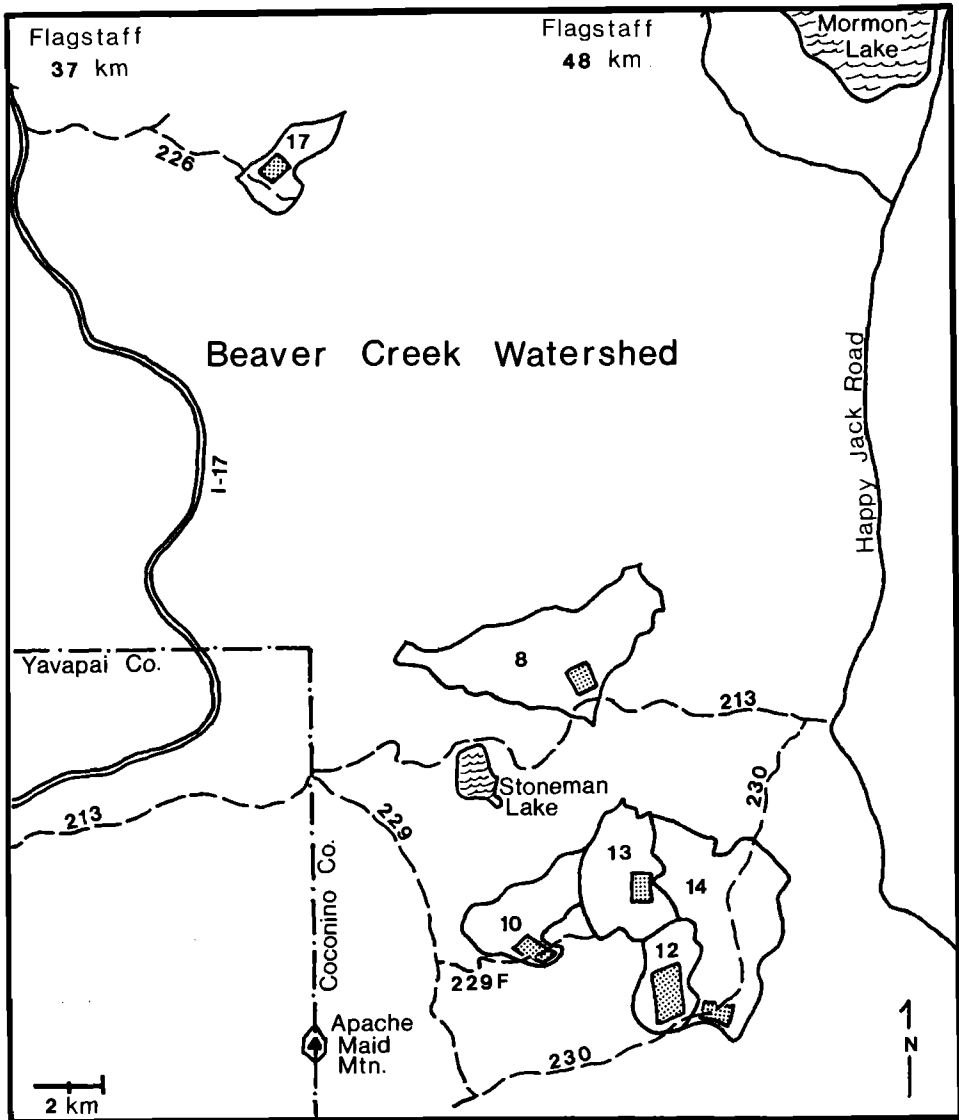 Flagstaff
37 km
Flagstaff
48 km
Mormon
Lake
17
226
Beaver Creek Watershed
Happy Jack Road
I-17
Yavapai Co.
8
213
Stoneman
Lake
213
229
230
13
14
10
12
229F
Coconino Co.
Apache
Maid
Mtn.
230
N
2 km